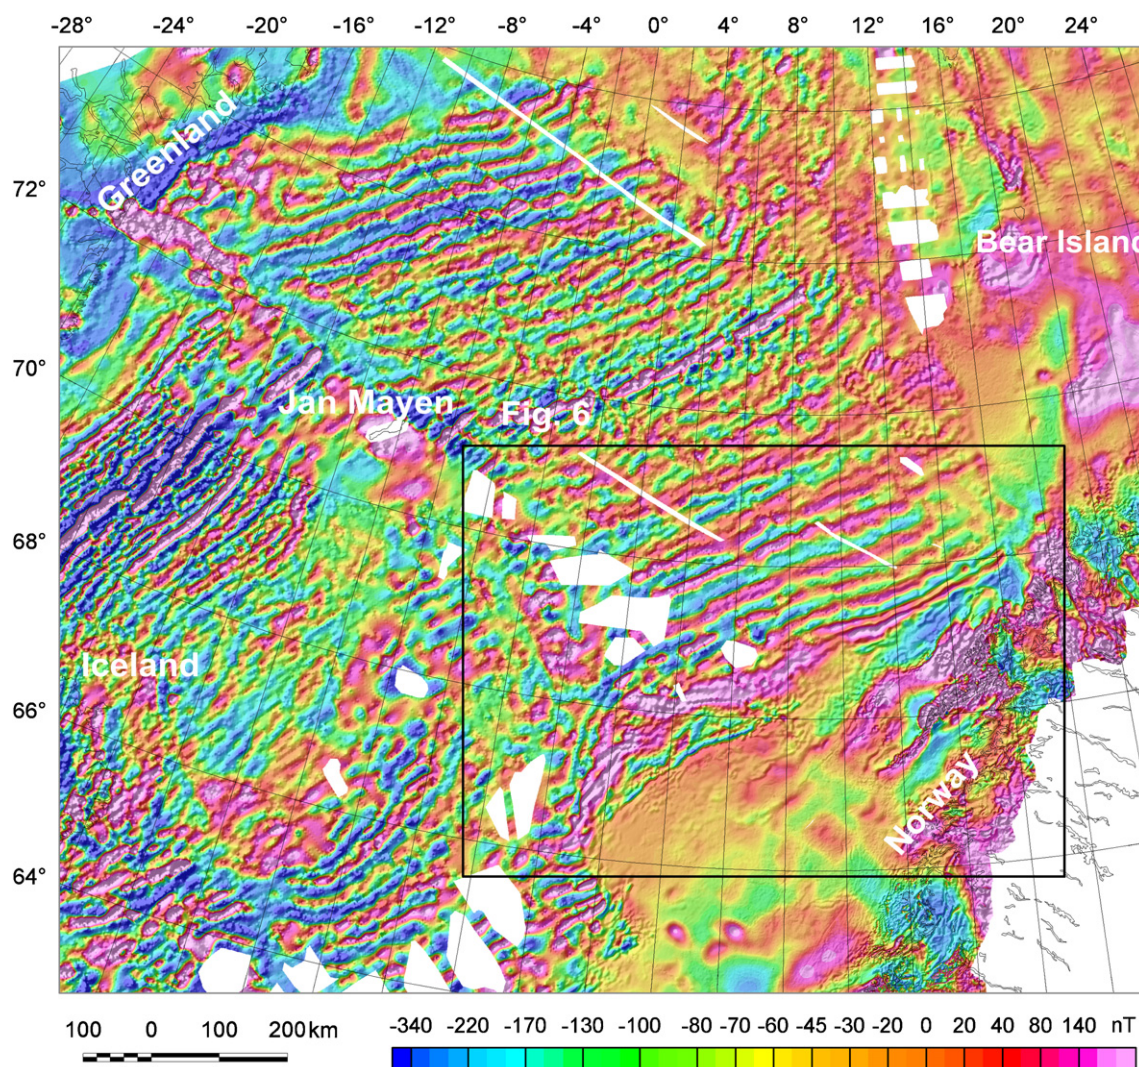 -28° -24° -20° -16° -12° -8° -4° 0° 4° 8° 12° 16° 20° 24°
Greenland
72°
Bear Island
70°
Jan Mayen
Fig. 6
68°
Iceland
66°
Norway
64°
100 0 100 200 km
-340 -220 -170 -130 -100 -80 -70 -60 -45 -30 -20 0 20 40 80 140 nT